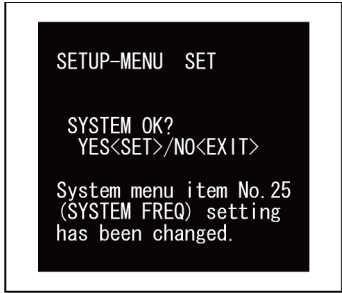 SETUP-MENU SET
SYSTEM OK?
YES<SET>/NO<EXIT>
System menu item No.25
(SYSTEM FREQ) setting
has been changed.